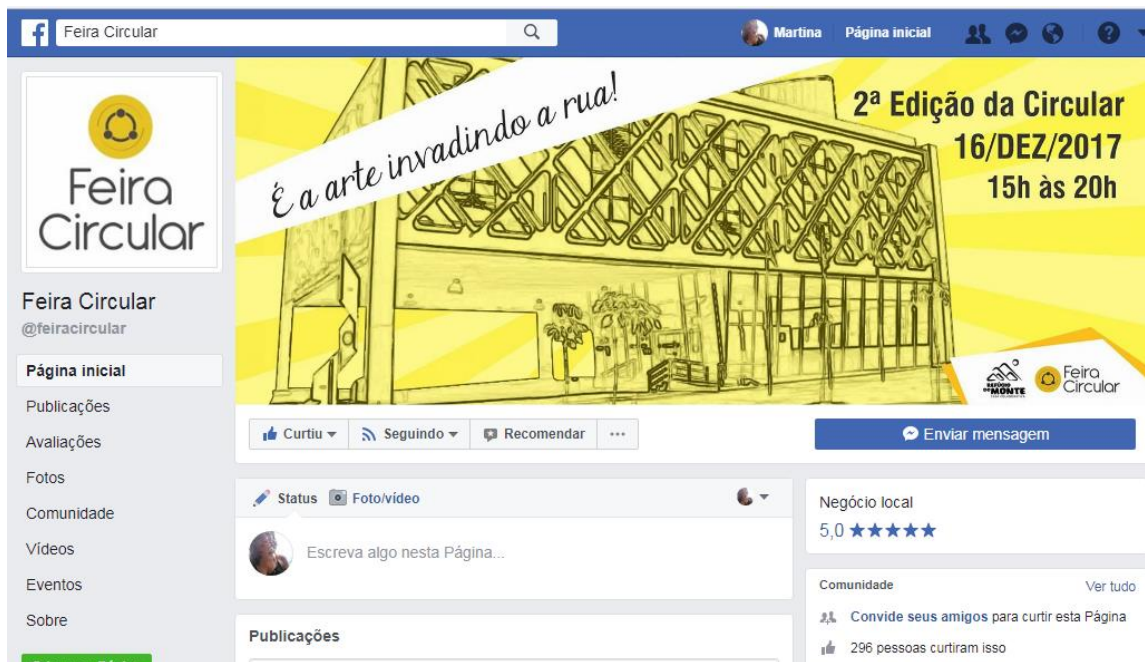 Feira Circular
Martina Página inicial
Feira
Circular
É a arte invadindo a rua!
2ª Edição da Circular
16/DEZ/2017
15h às 20h
REFÚGIO
DO MONTE
Feira
Circular
Feira Circular
@feiracircular
Página inicial
Publicações
Avaliações
Fotos
Comunidade
Vídeos
Eventos
Sobre
Curtiu Seguindo Recomendar ...
Enviar mensagem
Status Foto/vídeo
Escreva algo nesta Página...
Publicações
Negócio local
5,0 ★★★★★
Comunidade Ver tudo
Convide seus amigos para curtir esta Página
296 pessoas curtiram isso